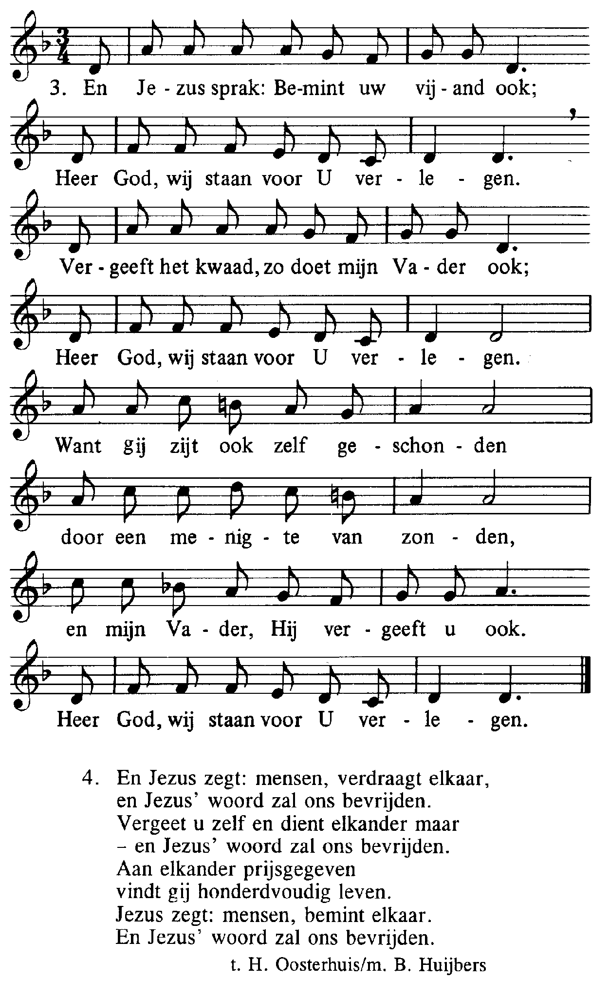 3
4
3. En Je - zus sprak: Be-mint uw vij - and ook;
Heer God, wij staan voor U ver - le - gen.
Ver - geeft het kwaad, zo doet mijn Va - der ook;
Heer God, wij staan voor U ver - le - gen.
Want gij zijt ook zelf ge - schon - den
door een me - nig - te van zon - den,
en mijn Va - der, Hij ver - geeft u ook.
Heer God, wij staan voor U ver - le - gen.
4. En Jezus zegt: mensen, verdraagt elkaar,
en Jezus' woord zal ons bevrijden.
Vergeet u zelf en dient elkander maar
– en Jezus' woord zal ons bevrijden.
Aan elkander prijsgegeven
vindt gij honderdvoudig leven.
Jezus zegt: mensen, bemint elkaar.
En Jezus' woord zal ons bevrijden.
t. H. Oosterhuis/m. B. Huijbers